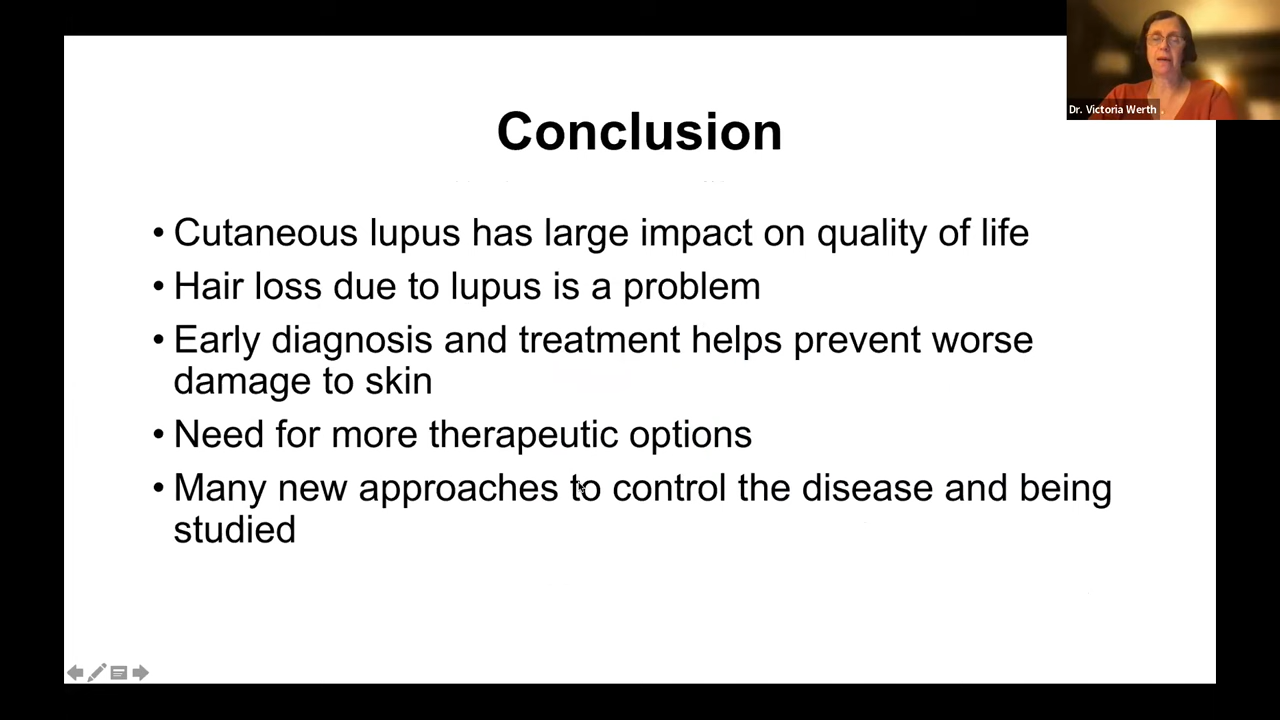 Conclusion
• Cutaneous lupus has large impact on quality of life
• Hair loss due to lupus is a problem
• Early diagnosis and treatment helps prevent worse
damage to skin
• Need for more therapeutic options
• Many new approaches to control the disease and being
studied
Dr. Victoria Werth